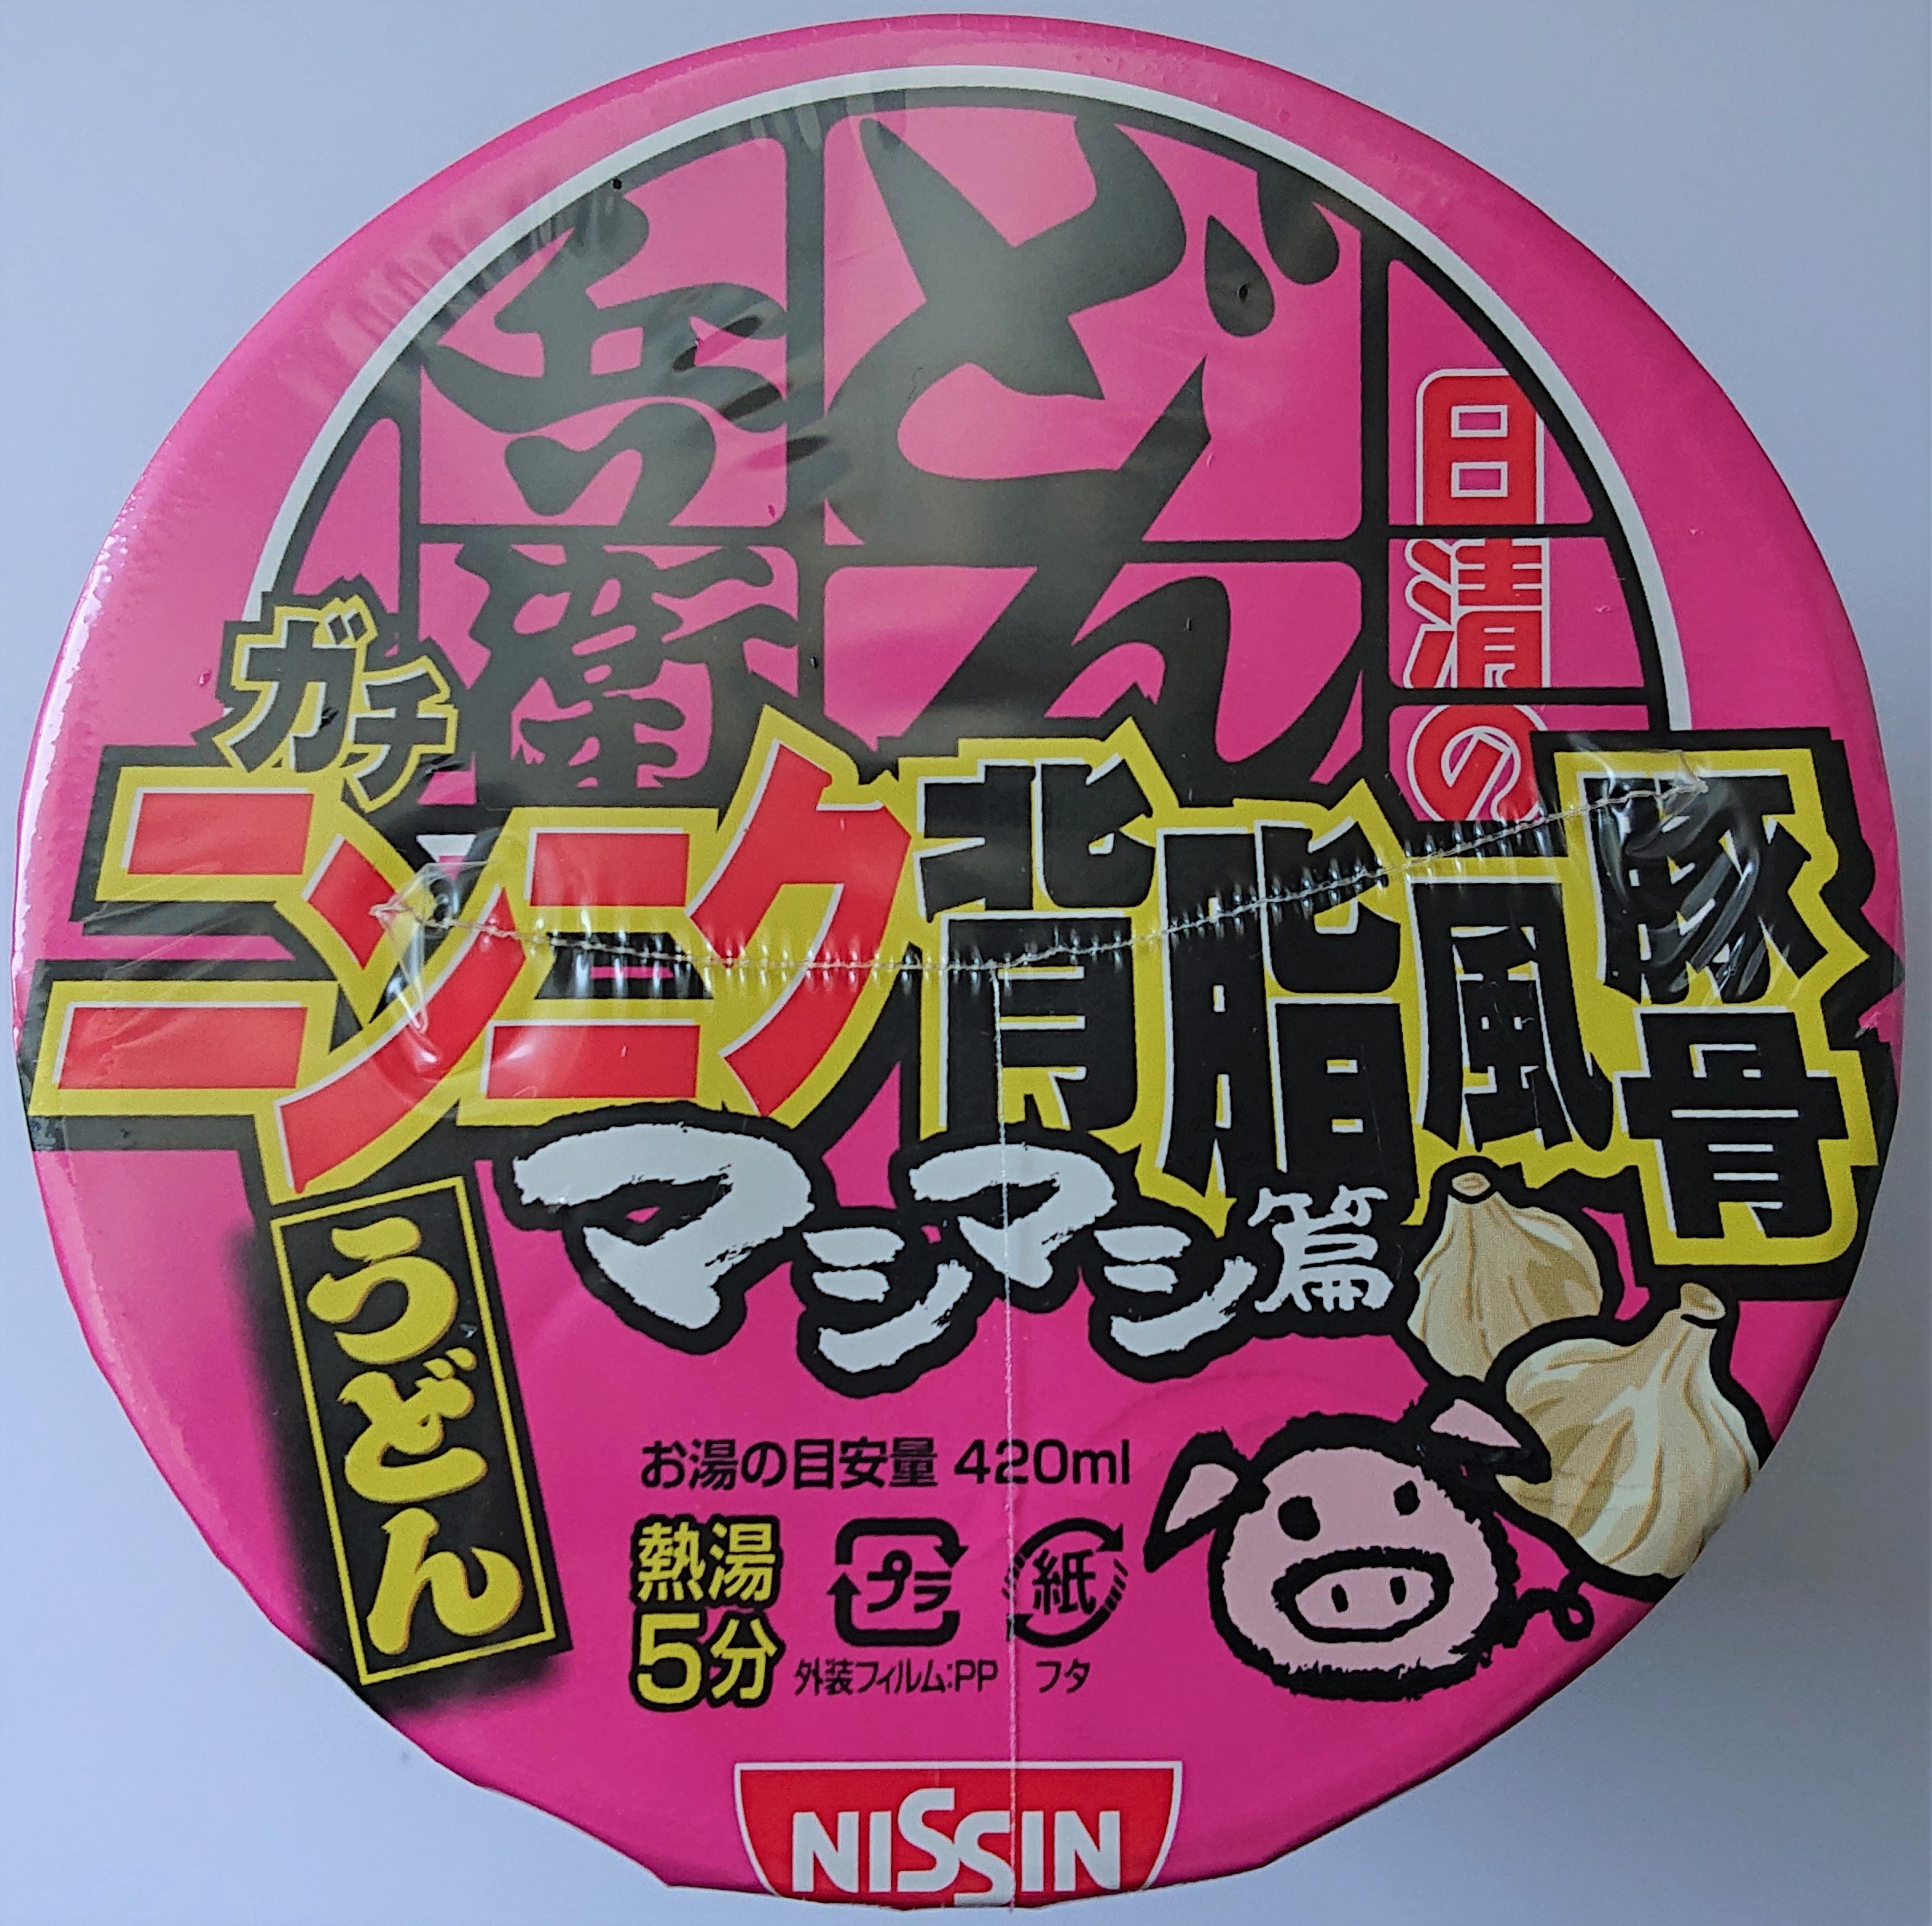 日清の
どん
兵衛
ガチ
ニンニク背脂風豚骨
マシマシ篇
うどん
お湯の目安量 420ml
熱湯
5分
プラ
外装フィルム:PP
紙
フタ
NISSIN